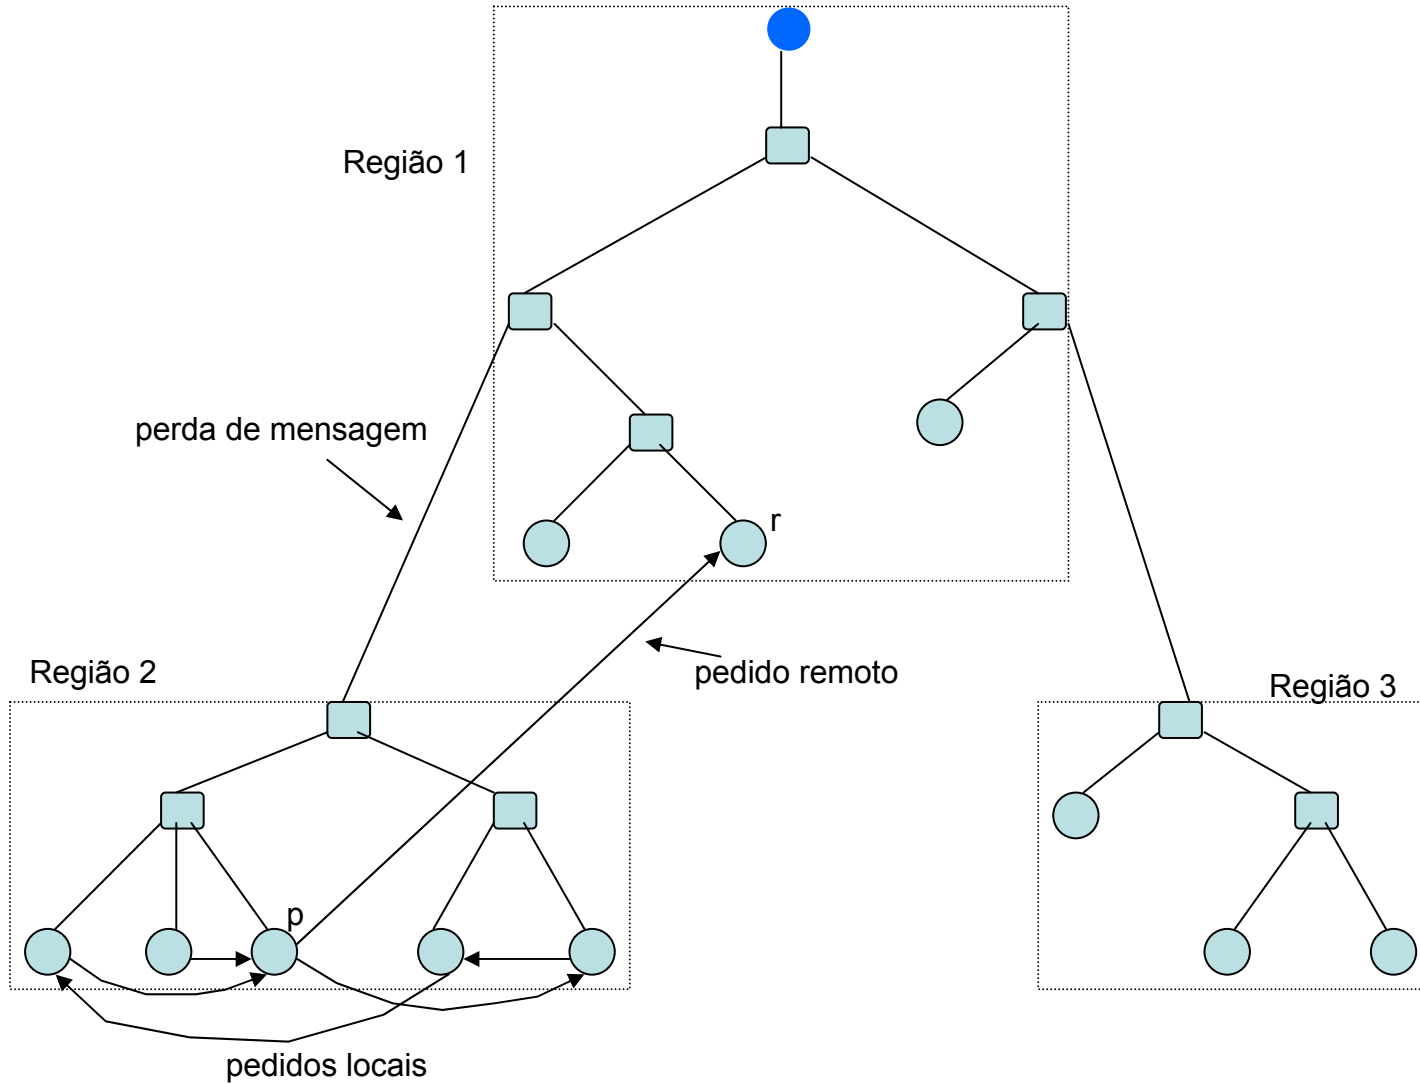 Região 1
perda de mensagem
r
Região 2
pedido remoto
Região 3
p
pedidos locais